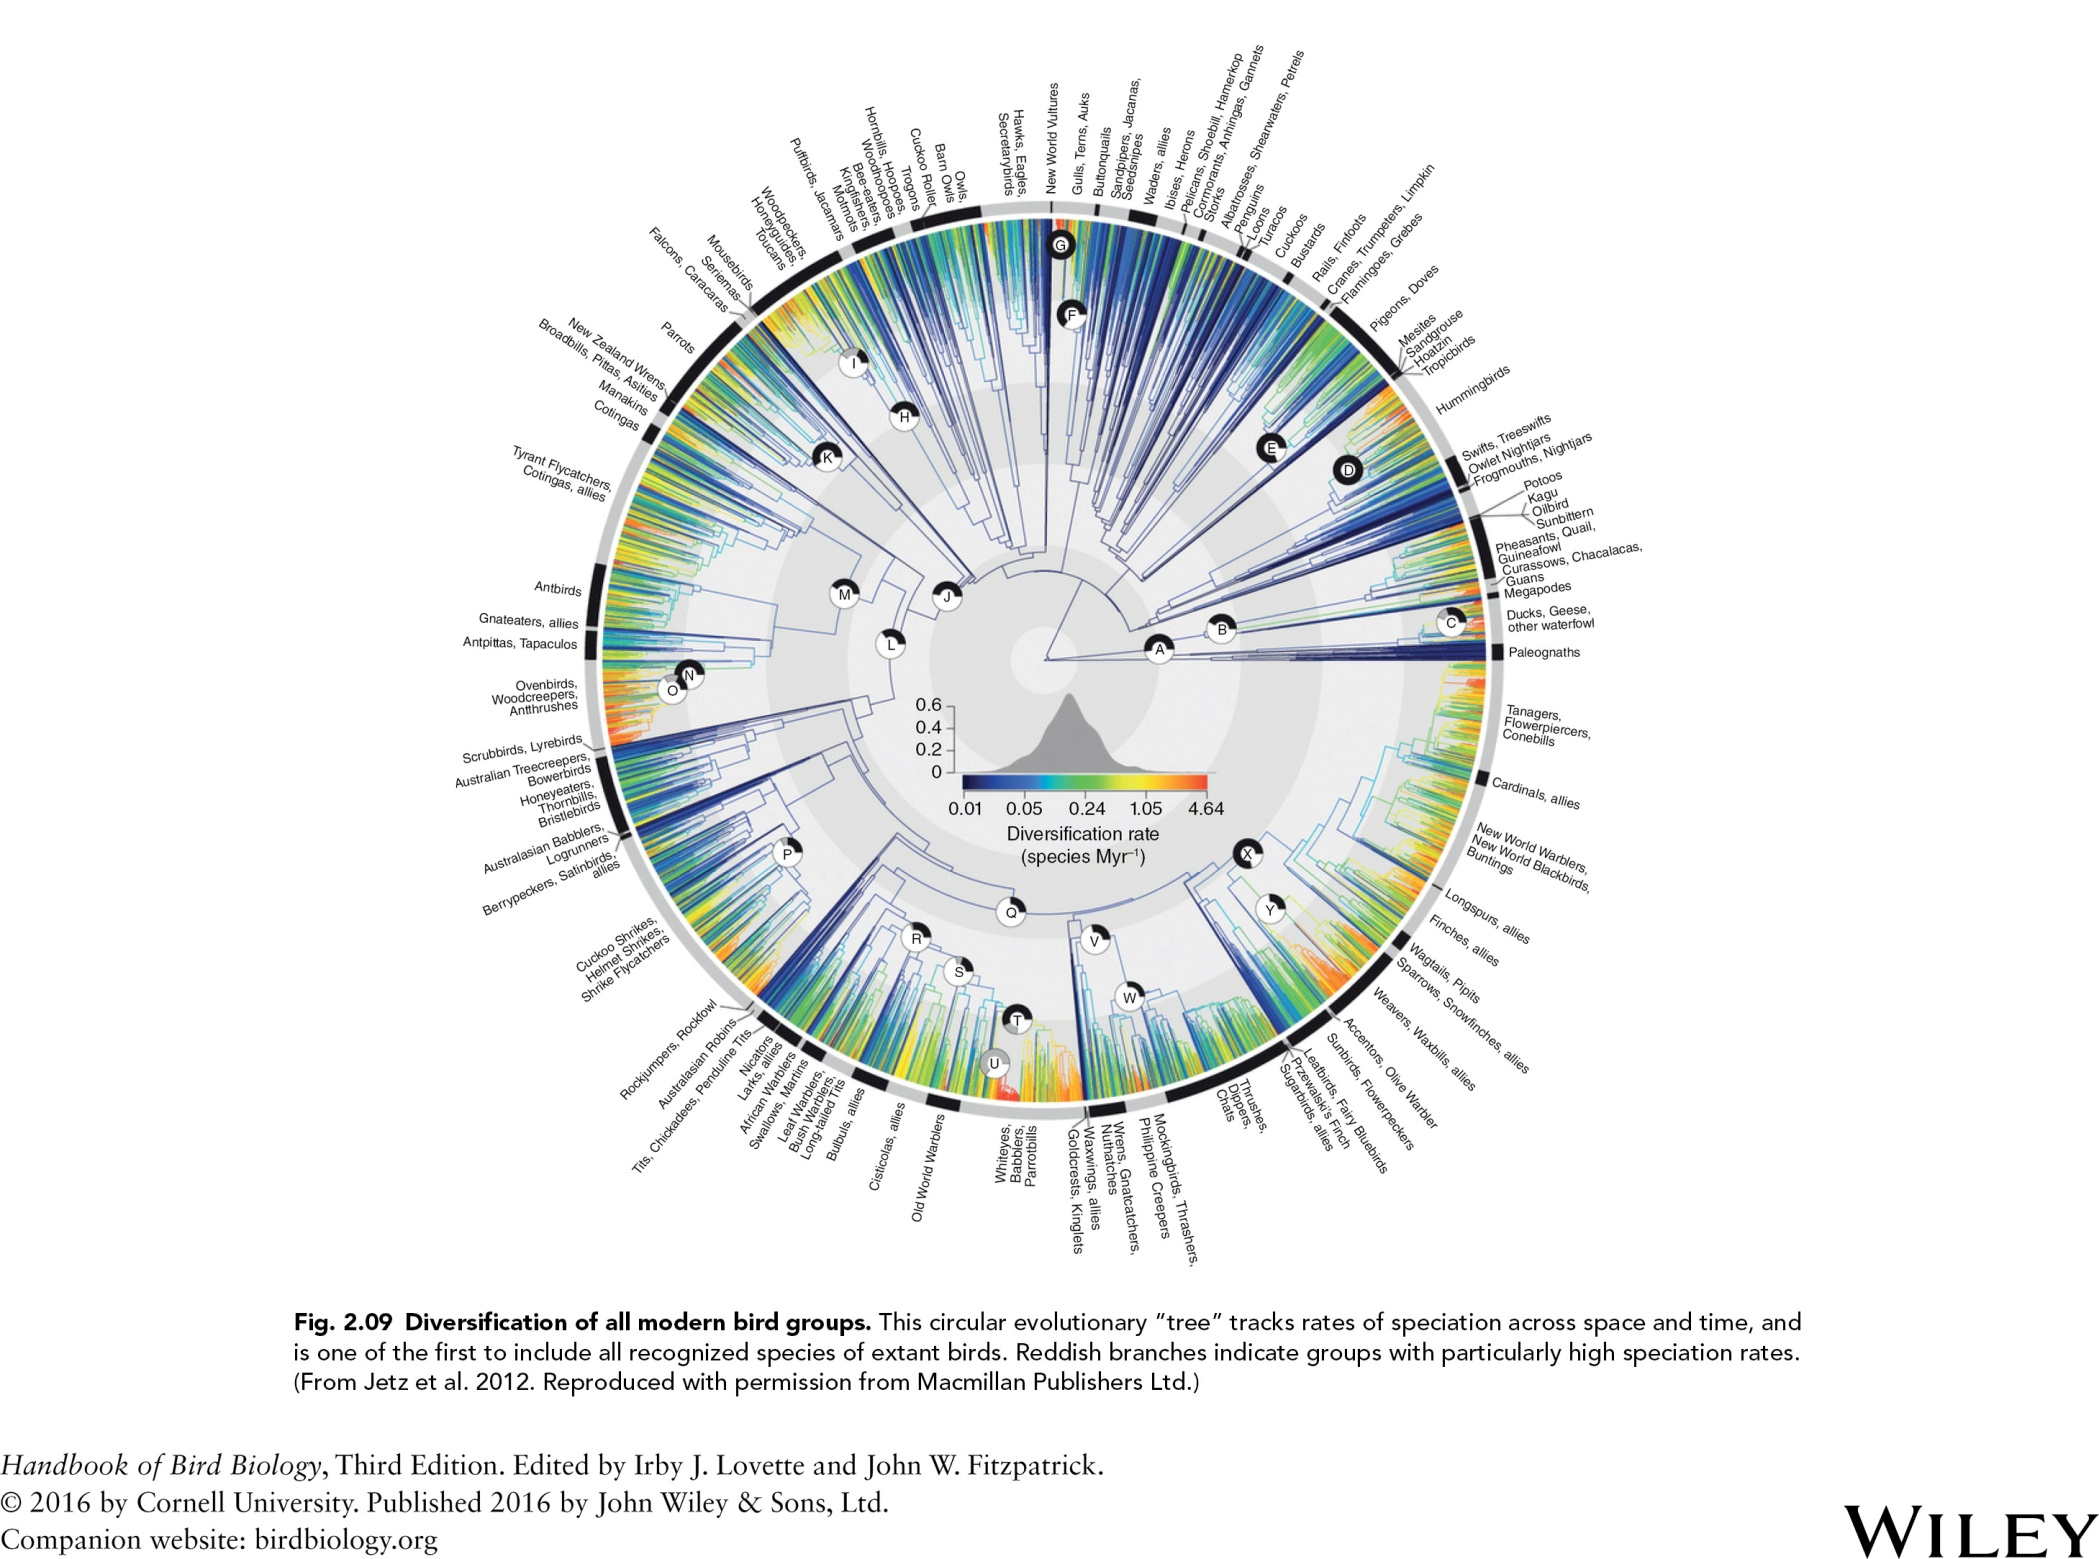 New World Vultures
Gulls, Terns, Auks
Buttonquails
Sandpipers, Jacanas,
Seedsnipes
Waders, allies
Ibises, Herons
Pelicans, Shoebill, Hamerkop
Cormorants, Anhingas, Gannets
Storks
Albatrosses, Shearwaters, Petrels
Penguins
Loons
Turacos
Cuckoos
Bustards
Rails, Finfoots
Cranes, Trumpeters, Limpkin
Flamingoes, Grebes
Pigeons, Doves
Mesites
Sandgrouse
Hoatzin
Tropicbirds
Hummingbirds
Swifts, Treeswifts
Owlet Nightjars
Frogmouths, Nightjars
Potoos
Kagu
Oilbird
Sunbittern
Pheasants, Quail,
Guineafowl
Curassows, Chacalacas,
Guans
Megapodes
Ducks, Geese,
other waterfowl
Paleognaths
Tanagers,
Flowerpiercers,
Conebills
Cardinals, allies
New World Warblers,
New World Blackbirds,
Buntings
Longspurs, allies
Finches, allies
Wagtails, Pipits
Sparrows, Snowfinches, allies
Weavers, Waxbills, allies
Accentors, Olive Warbler
Sunbirds, Flowerpeckers
Leafbirds, Fairy Bluebirds
Przewalski's Finch
Sugarbirds, allies
Thrushes,
Dippers,
Chats
Mockingbirds, Thrashers,
Philippine Creepers
Wrens, Gnatcatchers,
Nuthatches
Waxwings, allies
Goldcrests, Kinglets
Whiteyes,
Babblers,
Parrotbills
Old World Warblers
Cisticolas, allies
Bulbuls, allies
Leaf Warblers,
Bush Warblers,
Long-tailed Tits
Swallows, Martins
African Warblers
Larks, allies
Nicators
Tits, Chickadees, Penduline Tits
Australasian Robins
Rockjumpers, Rockfowl
Cuckoo Shrikes,
Helmet Shrikes,
Shrike Flycatchers
Berrypeckers, Satinbirds,
allies
Australasian Babblers,
Logrunners
Honeyeaters,
Thornbills,
Bristlebirds
Australian Treecreepers,
Bowerbirds
Scrubbirds, Lyrebirds
Ovenbirds,
Woodcreepers,
Antthrushes
Antpittas, Tapaculos
Gnateaters, allies
Antbirds
Tyrant Flycatchers,
Cotingas, allies
Cotingas
Manakins
Broadbills, Pittas, Asities
New Zealand Wrens
Parrots
Falcons, Caracaras
Seriemas
Mousebirds
Woodpeckers,
Honeyguides,
Toucans
Puffbirds, Jacamars
Bee-eaters,
Kingfishers,
Motmots
Hornbills, Hoopoes,
Woodhoopoes
Trogons
Cuckoo Roller
Owls,
Barn Owls
Hawks, Eagles,
Secretarybirds
G
F
I
H
K
E
D
M
J
L
B
C
A
N
O
P
Q
R
S
T
U
V
W
X
Y
0.6
0.4
0.2
0
0.01 0.05 0.24 1.05 4.64
Diversification rate
(species Myr⁻¹)
Fig. 2.09 Diversification of all modern bird groups. This circular evolutionary "tree" tracks rates of speciation across space and time, and
is one of the first to include all recognized species of extant birds. Reddish branches indicate groups with particularly high speciation rates.
(From Jetz et al. 2012. Reproduced with permission from Macmillan Publishers Ltd.)
Handbook of Bird Biology, Third Edition. Edited by Irby J. Lovette and John W. Fitzpatrick.
© 2016 by Cornell University. Published 2016 by John Wiley & Sons, Ltd.
Companion website: birdbiology.org
WILEY